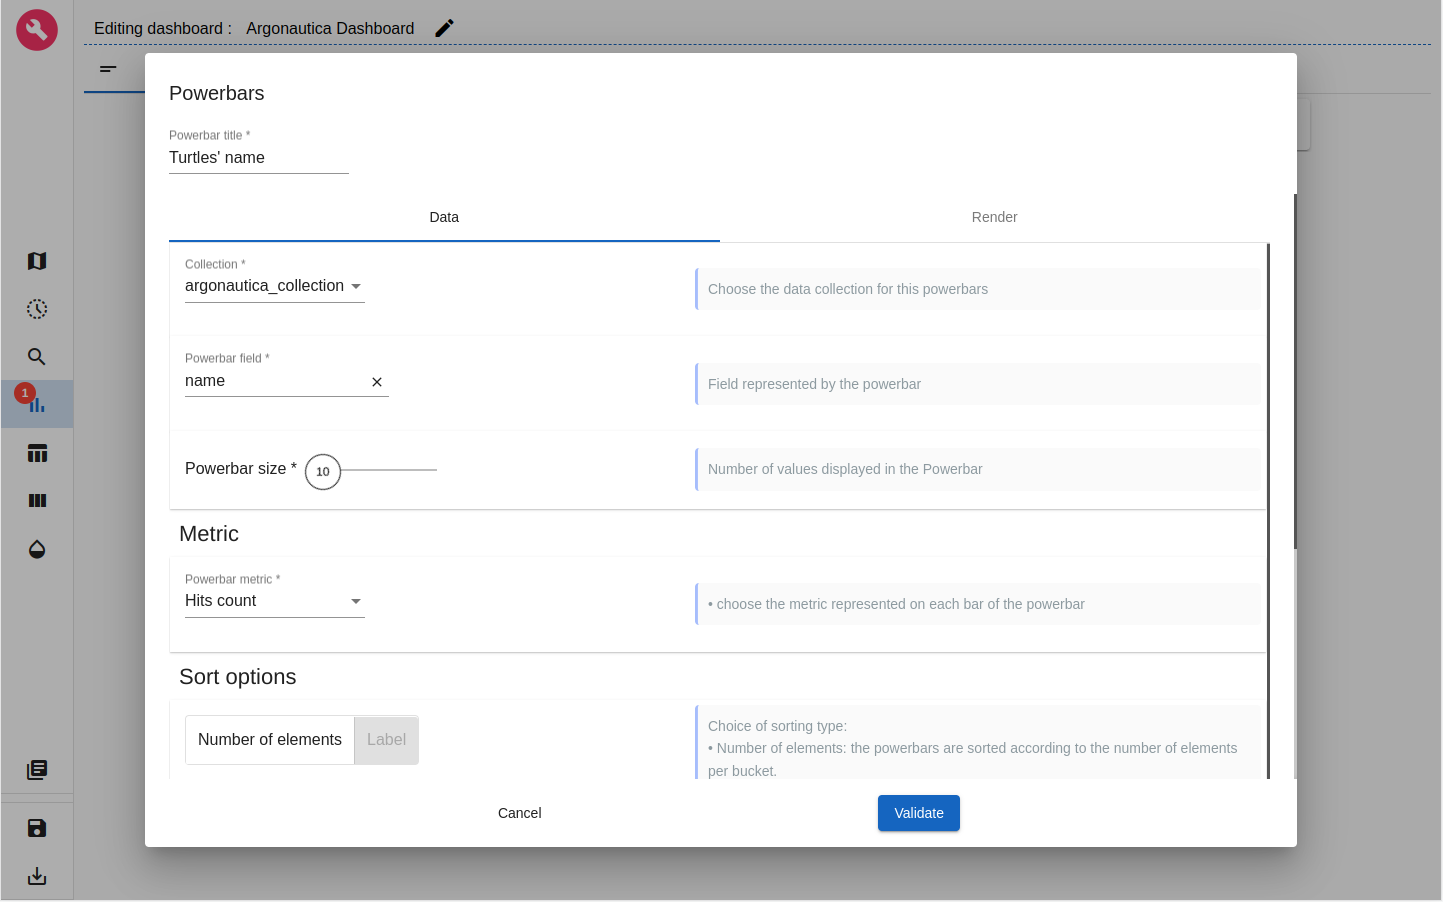 Editing dashboard : Argonautica Dashboard
Powerbars
Powerbar title *
Turtles' name
Data
Render
Collection *
argonautica_collection
Choose the data collection for this powerbars
Powerbar field *
name
Field represented by the powerbar
Powerbar size *
10
Number of values displayed in the Powerbar
Metric
Powerbar metric *
Hits count
• choose the metric represented on each bar of the powerbar
Sort options
Number of elements
Label
Choice of sorting type:
• Number of elements: the powerbars are sorted according to the number of elements
per bucket.
Cancel
Validate
1